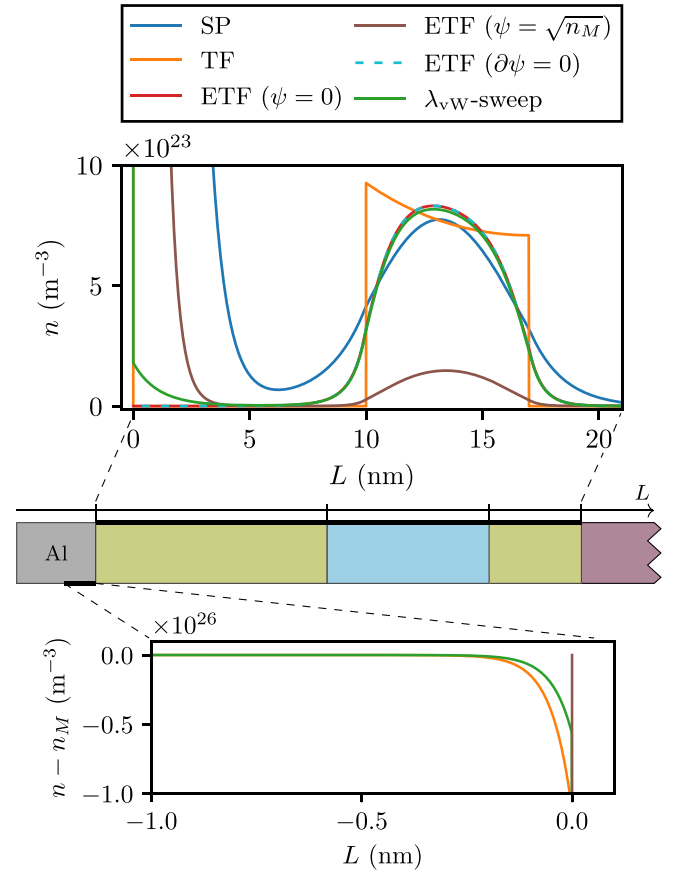 SP
TF
ETF (ψ = 0)
ETF (ψ = √n_M)
ETF (∂ψ = 0)
λ_vW-sweep
×10^23
10
5
0
n (m^−3)
0 5 10 15 20
L (nm)
L
Al
×10^26
0.0
−0.5
−1.0
n − n_M (m^−3)
−1.0 −0.5 0.0
L (nm)